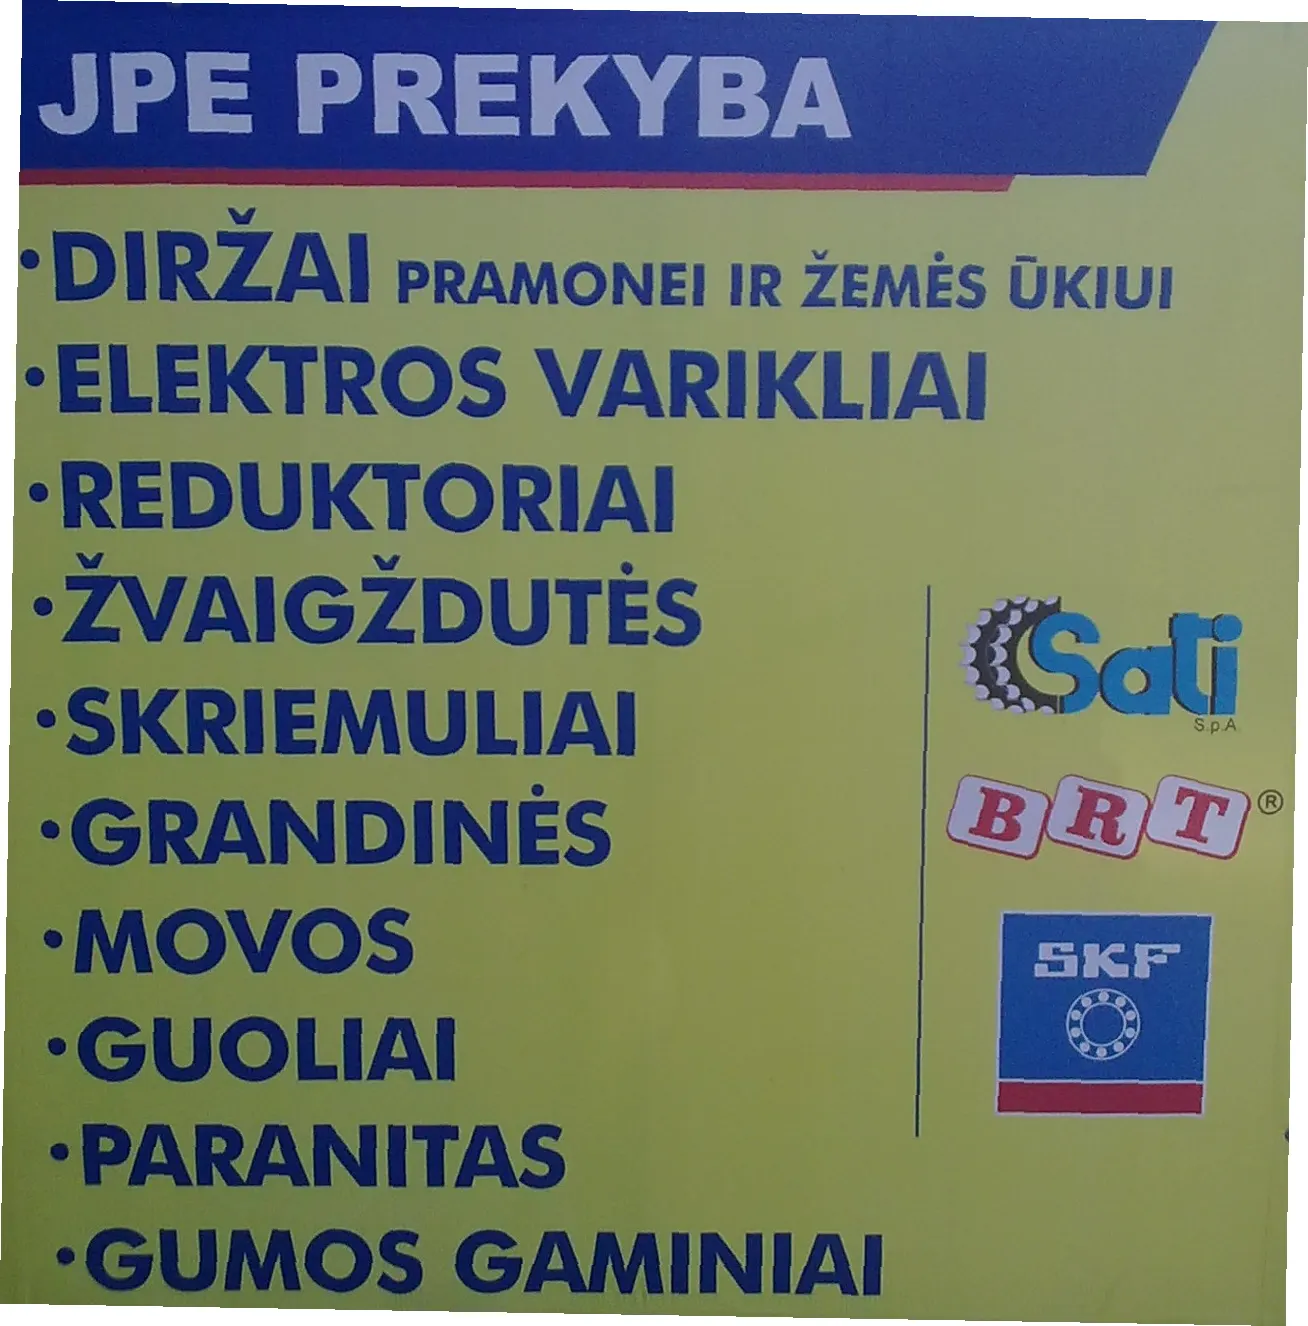 JPE PREKYBA
•DIRŽAI PRAMONEI IR ŽEMĖS ŪKIUI
•ELEKTROS VARIKLIAI
•REDUKTORIAI
•ŽVAIGŽDUTĖS
•SKRIEMULIAI
•GRANDINĖS
•MOVOS
•GUOLIAI
•PARANITAS
•GUMOS GAMINIAI
Sati
S.p.A.
BRT®
SKF